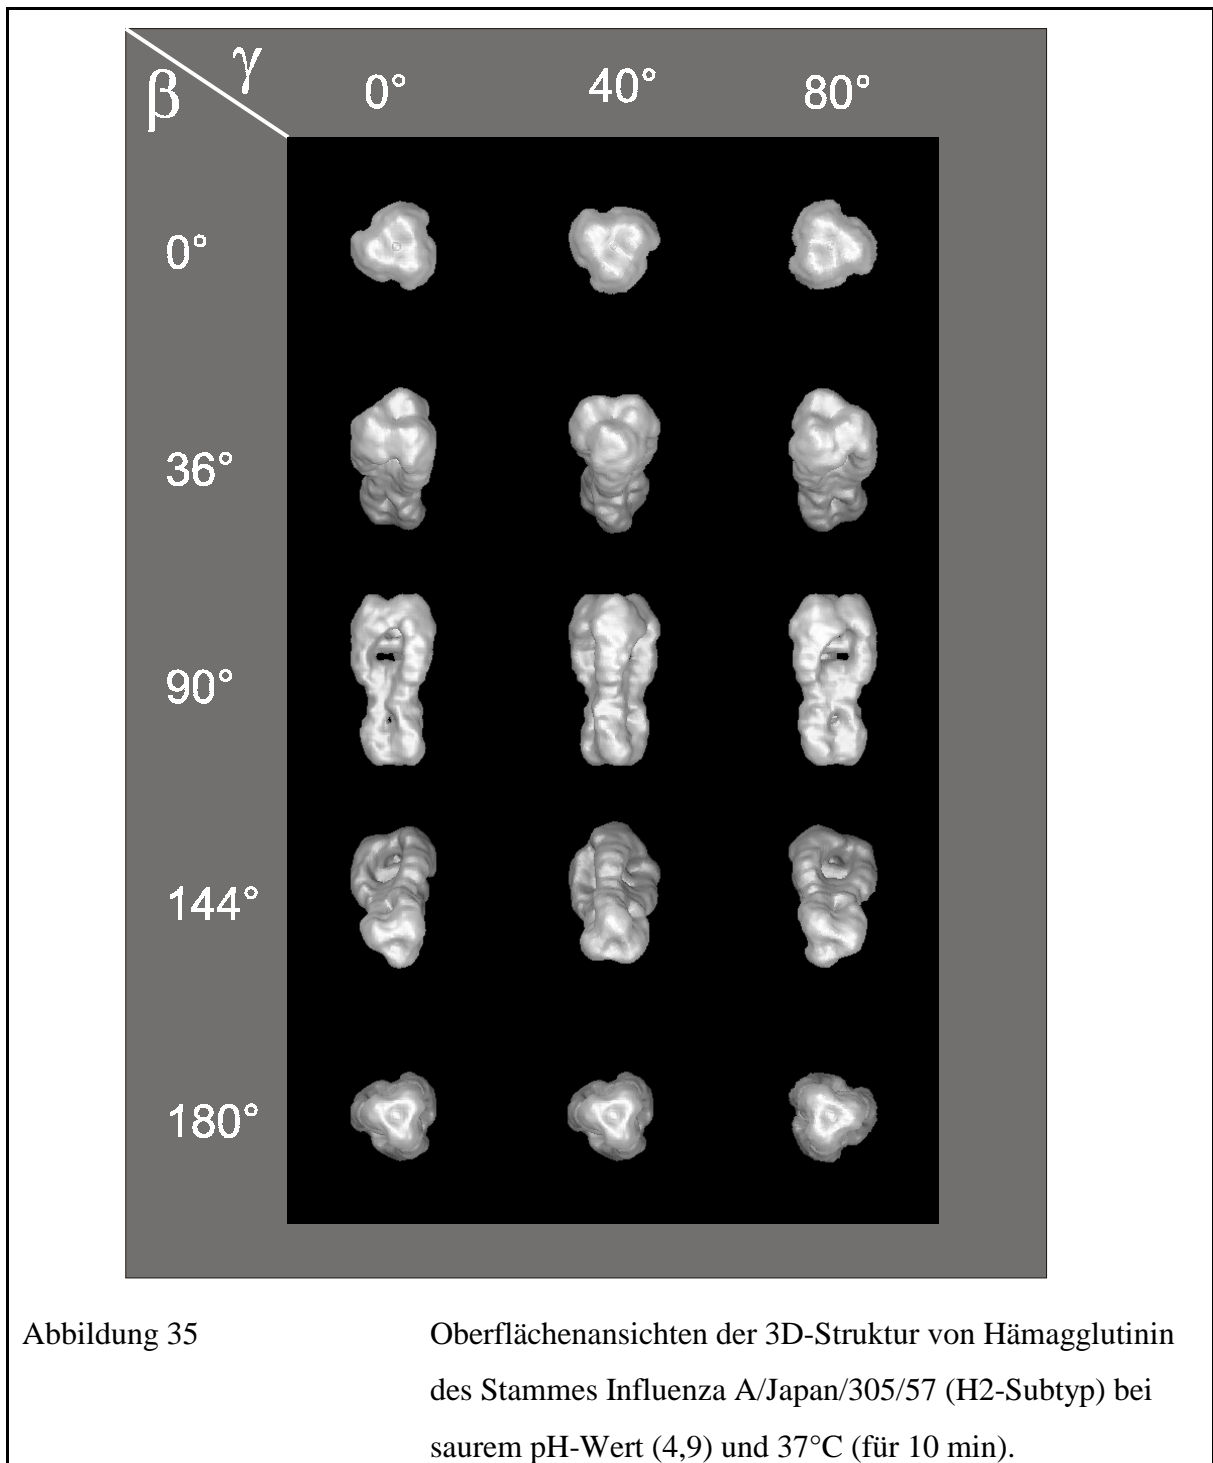 β γ 0° 40° 80°
0°
36°
90°
144°
180°
Abbildung 35 Oberflächenansichten der 3D-Struktur von Hämagglutinin
des Stammes Influenza A/Japan/305/57 (H2-Subtyp) bei
saurem pH-Wert (4,9) und 37°C (für 10 min).